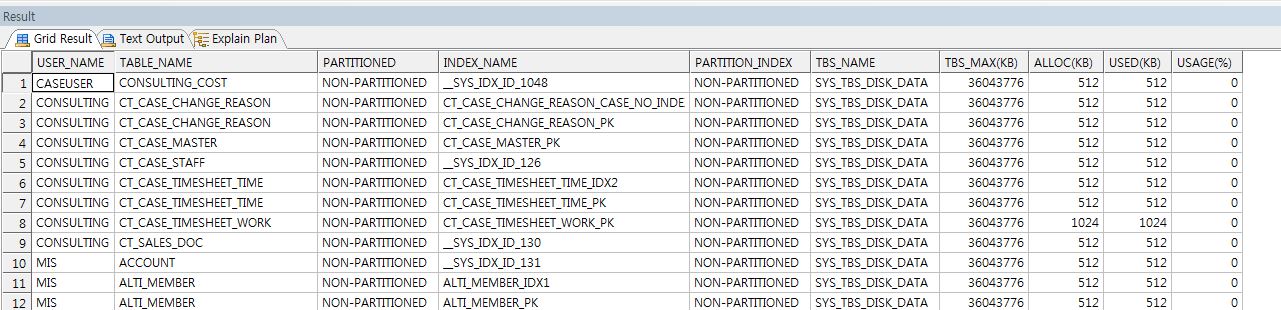 Result
Grid Result Text Output Explain Plan
USER_NAME TABLE_NAME PARTITIONED INDEX_NAME PARTITION_INDEX TBS_NAME TBS_MAX(KB) ALLOC(KB) USED(KB) USAGE(%)
1 CASEUSER CONSULTING_COST NON-PARTITIONED __SYS_IDX_ID_1048 NON-PARTITIONED SYS_TBS_DISK_DATA 36043776 512 512 0
2 CONSULTING CT_CASE_CHANGE_REASON NON-PARTITIONED CT_CASE_CHANGE_REASON_CASE_NO_INDE NON-PARTITIONED SYS_TBS_DISK_DATA 36043776 512 512 0
3 CONSULTING CT_CASE_CHANGE_REASON NON-PARTITIONED CT_CASE_CHANGE_REASON_PK NON-PARTITIONED SYS_TBS_DISK_DATA 36043776 512 512 0
4 CONSULTING CT_CASE_MASTER NON-PARTITIONED CT_CASE_MASTER_PK NON-PARTITIONED SYS_TBS_DISK_DATA 36043776 512 512 0
5 CONSULTING CT_CASE_STAFF NON-PARTITIONED __SYS_IDX_ID_126 NON-PARTITIONED SYS_TBS_DISK_DATA 36043776 512 512 0
6 CONSULTING CT_CASE_TIMESHEET_TIME NON-PARTITIONED CT_CASE_TIMESHEET_TIME_IDX2 NON-PARTITIONED SYS_TBS_DISK_DATA 36043776 512 512 0
7 CONSULTING CT_CASE_TIMESHEET_TIME NON-PARTITIONED CT_CASE_TIMESHEET_TIME_PK NON-PARTITIONED SYS_TBS_DISK_DATA 36043776 512 512 0
8 CONSULTING CT_CASE_TIMESHEET_WORK NON-PARTITIONED CT_CASE_TIMESHEET_WORK_PK NON-PARTITIONED SYS_TBS_DISK_DATA 36043776 1024 1024 0
9 CONSULTING CT_SALES_DOC NON-PARTITIONED __SYS_IDX_ID_130 NON-PARTITIONED SYS_TBS_DISK_DATA 36043776 512 512 0
10 MIS ACCOUNT NON-PARTITIONED __SYS_IDX_ID_131 NON-PARTITIONED SYS_TBS_DISK_DATA 36043776 512 512 0
11 MIS ALTI_MEMBER NON-PARTITIONED ALTI_MEMBER_IDX1 NON-PARTITIONED SYS_TBS_DISK_DATA 36043776 512 512 0
12 MIS ALTI_MEMBER NON-PARTITIONED ALTI_MEMBER_PK NON-PARTITIONED SYS_TBS_DISK_DATA 36043776 512 512 0